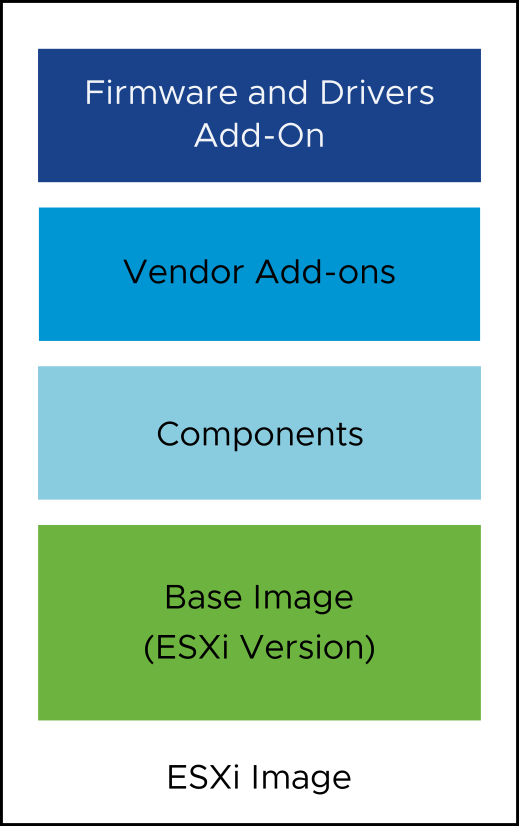 Firmware and Drivers
Add-On
Vendor Add-ons
Components
Base Image
(ESXi Version)
ESXi Image